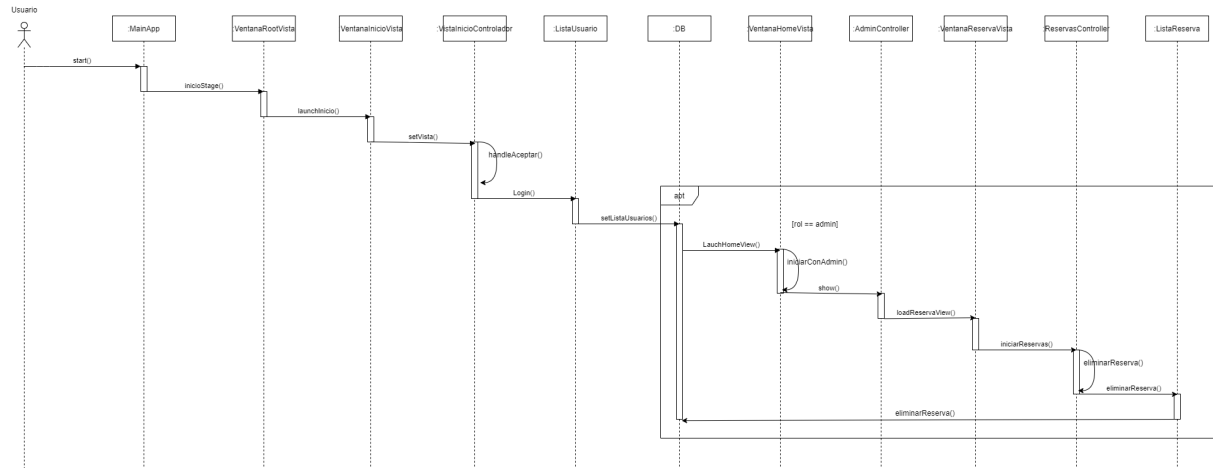 Usuario
:MainApp
:VentanaRootVista
:VentanaInicioVista
:VistaInicioControlador
:ListaUsuario
:DB
:VentanaHomeVista
:AdminController
:VentanaReservaVista
:ReservasController
:ListaReserva
start()
inicioStage()
launchInicio()
setVista()
handleAceptar()
Login()
apt
setListaUsuarios()
[rol == admin]
LauchHomeView()
iniciarConAdmin()
show()
loadReservaView()
iniciarReservas()
eliminarReserva()
eliminarReserva()
eliminarReserva()